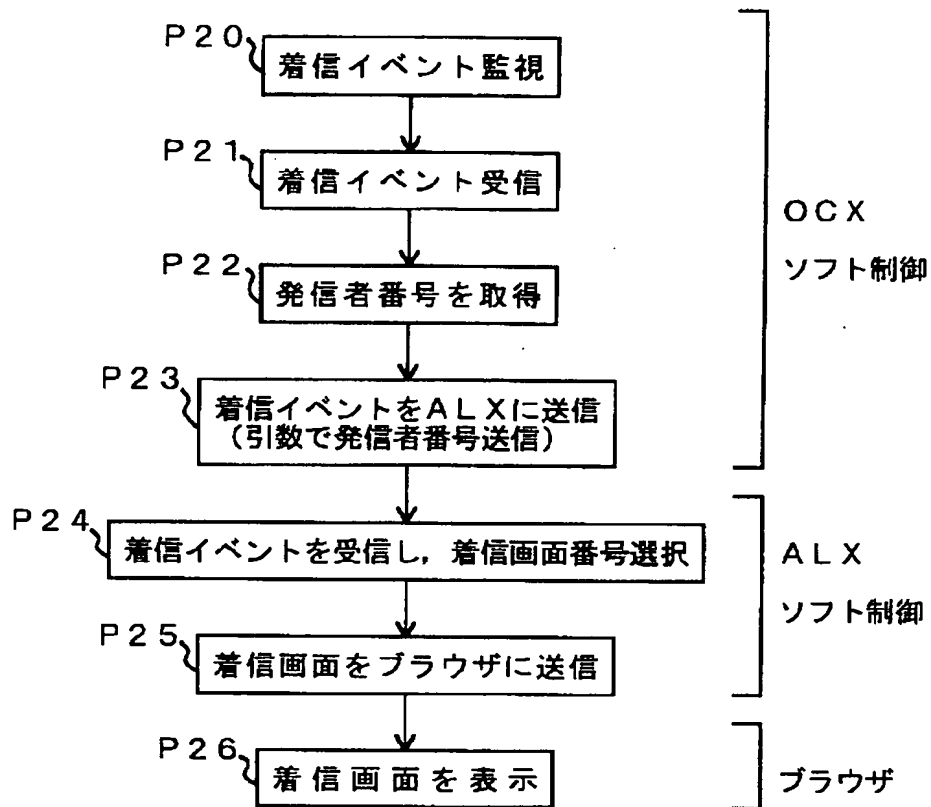 P20
着信イベント監視
P21
着信イベント受信
P22
発信者番号を取得
P23
着信イベントをALXに送信
(引数で発信者番号送信)
OCX
ソフト制御
P24
着信イベントを受信し,着信画面番号選択
P25
着信画面をブラウザに送信
ALX
ソフト制御
P26
着信画面を表示
ブラウザ